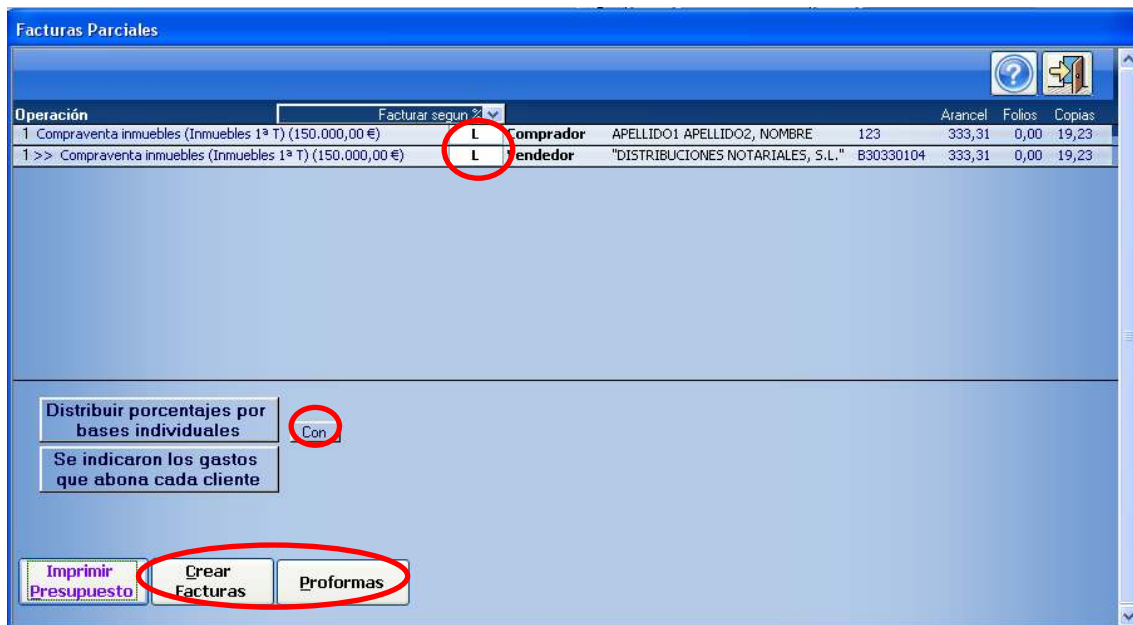 Facturas Parciales
Operación Facturar segun % Arancel Folios Copias
1 Compraventa inmuebles (Inmuebles 1ª T) (150.000,00 €) L Comprador APELLIDO1 APELLIDO2, NOMBRE 123 333,31 0,00 19,23
1 >> Compraventa inmuebles (Inmuebles 1ª T) (150.000,00 €) L Vendedor "DISTRIBUCIONES NOTARIALES, S.L." B30330104 333,31 0,00 19,23
Distribuir porcentajes por
bases individuales
Con
Se indicaron los gastos
que abona cada cliente
Imprimir
Presupuesto
Crear
Facturas
Proformas